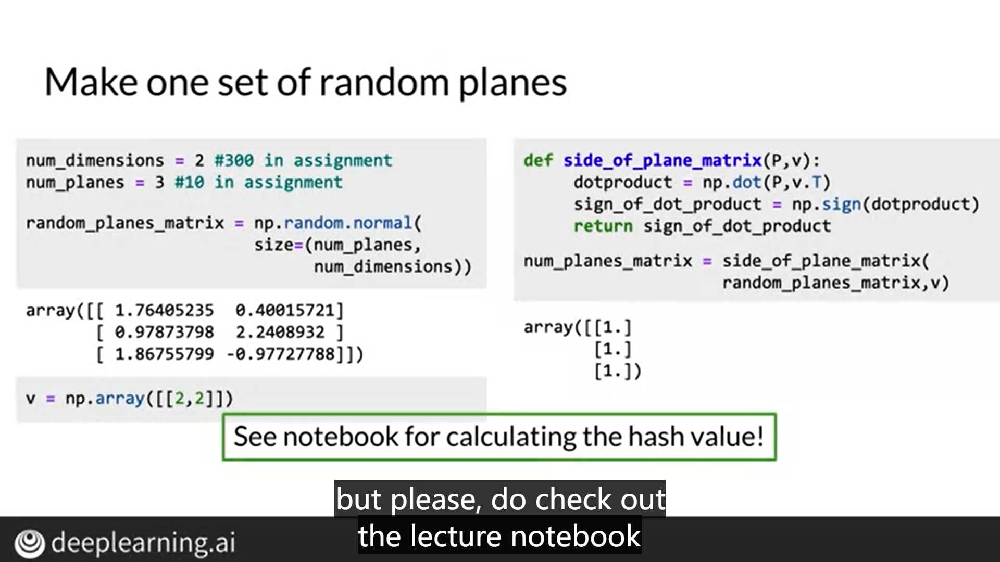 Make one set of random planes
num_dimensions = 2 #300 in assignment
num_planes = 3 #10 in assignment
random_planes_matrix = np.random.normal(
size=(num_planes,
num_dimensions))
array([[ 1.76405235 0.40015721]
[ 0.97873798 2.2408932 ]
[ 1.86755799 -0.97727788]])
v = np.array([[2,2]])
def side_of_plane_matrix(P,v):
dotproduct = np.dot(P,v.T)
sign_of_dot_product = np.sign(dotproduct)
return sign_of_dot_product
num_planes_matrix = side_of_plane_matrix(
random_planes_matrix,v)
array([[1.]
[1.]
[1.])
See notebook for calculating the hash value!
but please, do check out
the lecture notebook
deeplearning.ai